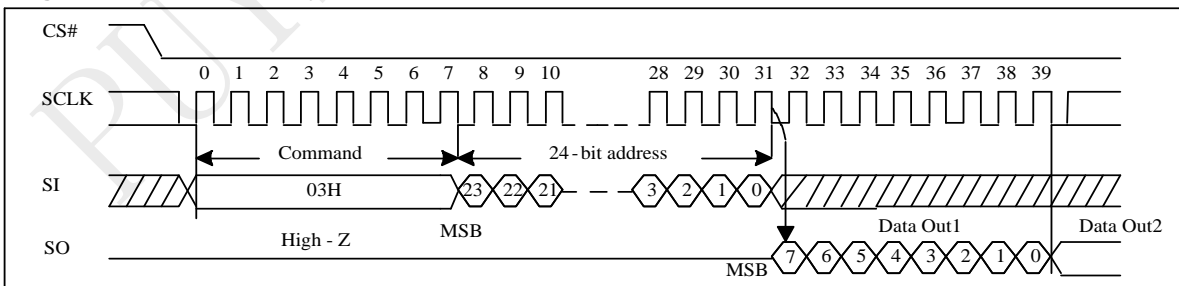 CS#
0 1 2 3 4 5 6 7 8 9 10 28 29 30 31 32 33 34 35 36 37 38 39
SCLK
Command 24-bit address
SI 03H 23 22 21 3 2 1 0
MSB Data Out1 Data Out2
High - Z
SO 7 6 5 4 3 2 1 0
MSB
PUY